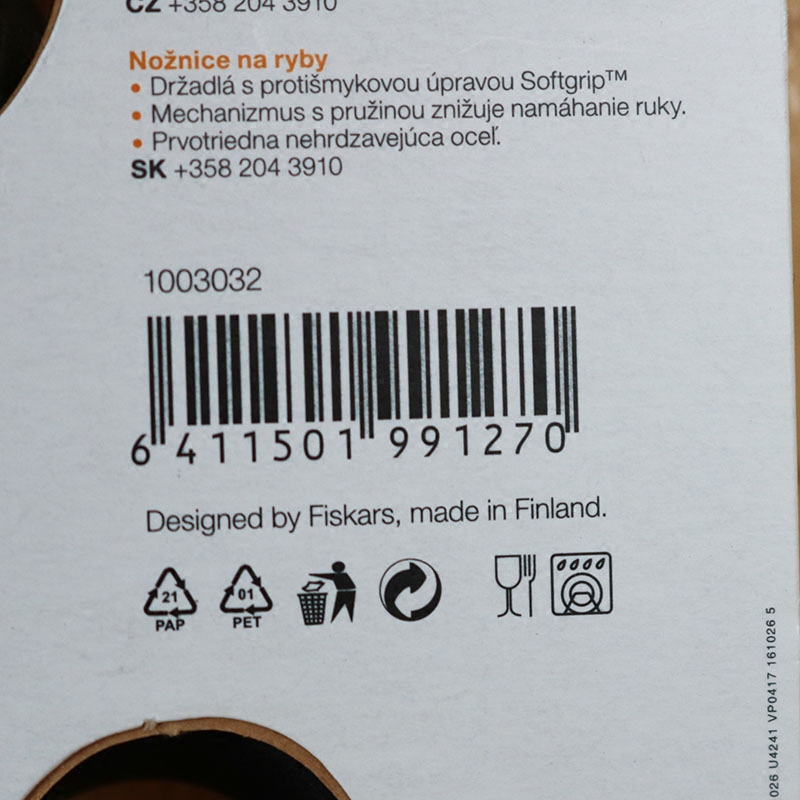 CZ +358 204 3910
Nožnice na ryby
• Držadlá s protišmykovou úpravou Softgrip™
• Mechanizmus s pružinou znižuje namáhanie ruky.
• Prvotriedna nehrdzavejúca oceľ.
SK +358 204 3910
1003032
6 411501 991270
Designed by Fiskars, made in Finland.
21
PAP
01
PET
026 U4241 VP0417 161026 5